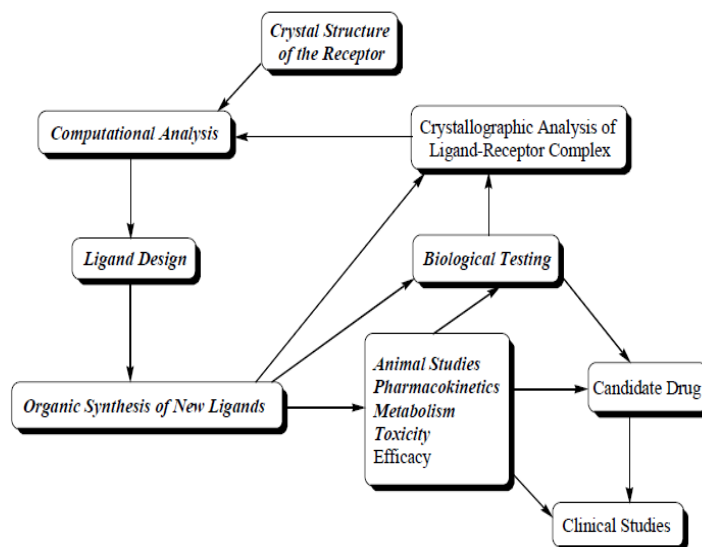 Crystal Structure
of the Receptor
Computational Analysis
Crystallographic Analysis of
Ligand-Receptor Complex
Ligand Design
Biological Testing
Organic Synthesis of New Ligands
Animal Studies
Pharmacokinetics
Metabolism
Toxicity
Efficacy
Candidate Drug
Clinical Studies